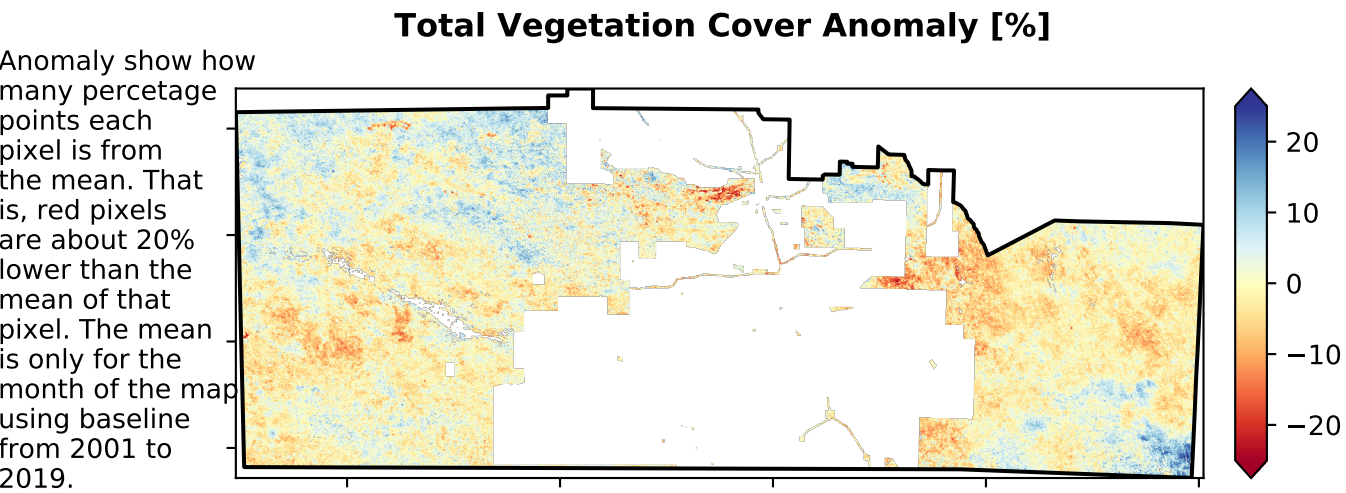 Total Vegetation Cover Anomaly [%]
Anomaly show how
many percetage
points each
pixel is from
the mean. That
is, red pixels
are about 20%
lower than the
mean of that
pixel. The mean
is only for the
month of the map
using baseline
from 2001 to
2019.
20
10
0
−10
−20